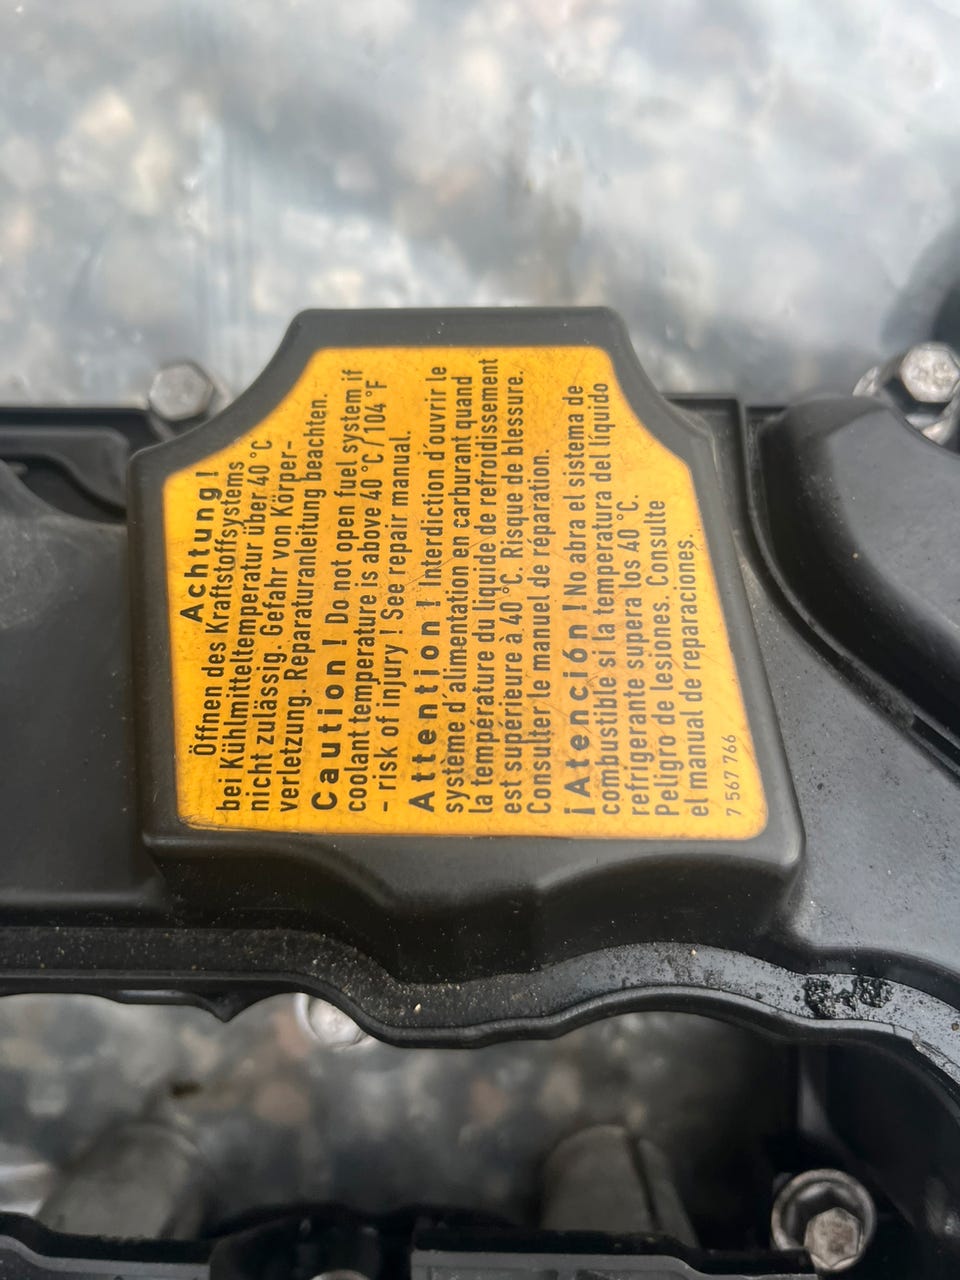 Achtung!
Öffnen des Kraftstoffsystems
bei Kühlmitteltemperatur über 40 °C
nicht zulässig. Gefahr von Körper-
verletzung. Reparaturanleitung beachten.
Caution! Do not open fuel system if
coolant temperature is above 40 °C/104 °F
- risk of injury! See repair manual.
Attention! Interdiction d'ouvrir le
système d'alimentation en carburant quand
la température du liquide de refroidissement
est supérieure à 40 °C. Risque de blessure.
Consulter le manuel de réparation.
¡Atención! No abra el sistema de
combustible si la temperatura del líquido
refrigerante supera los 40 °C.
Peligro de lesiones. Consulte
el manual de reparaciones.
7 567 766